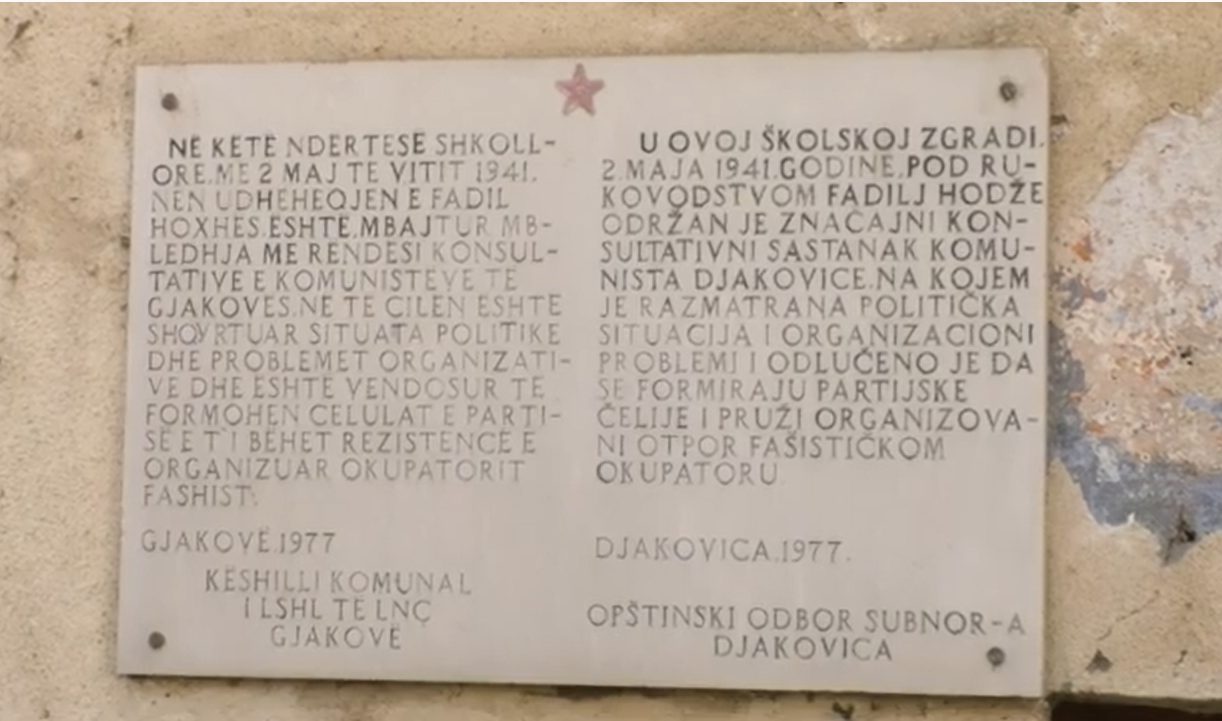 NË KËTË NDËRTESË SHKOLL-
ORE.ME 2 MAJ TË VITIT 1941.
NËN UDHËHEQJEN E FADIL
HOXHËS.ËSHTË.MBAJTUR MB-
LEDHJA ME RËNDËSI KONSUL-
TATIVE E KOMUNISTËVE TË
GJAKOVËS.NË TË CILËN ËSHTË
SHQYRTUAR SITUATA POLITIKE
DHE PROBLEMET ORGANIZATI-
VE DHE ËSHTË VENDOSUR TË
FORMOHEN CELULAT E PARTI-
SË E T'I BËHET REZISTENCË E
ORGANIZUAR OKUPATORIT
FASHIST.
GJAKOVË.1977
KËSHILLI KOMUNAL
I LSHL TË LNÇ
GJAKOVË
U OVOJ ŠKOLSKOJ ZGRADI.
2.MAJA 1941.GODINE.POD RU-
KOVODSTVOM FADILJ HODŽE
ODRŽAN JE ZNAČAJNI KON-
SULTATIVNI SASTANAK KOMU-
NISTA DJAKOVICE.NA KOJEM
JE RAZMATRANA POLITIČKA
SITUACIJA I ORGANIZACIONI
PROBLEMI I ODLUČENO JE DA
SE FORMIRAJU PARTIJSKE
ĆELIJE I PRUŽI ORGANIZOVA-
NI OTPOR FAŠISTIČKOM
OKUPATORU
DJAKOVICA.1977.
OPŠTINSKI ODBOR SUBNOR-A
DJAKOVICA